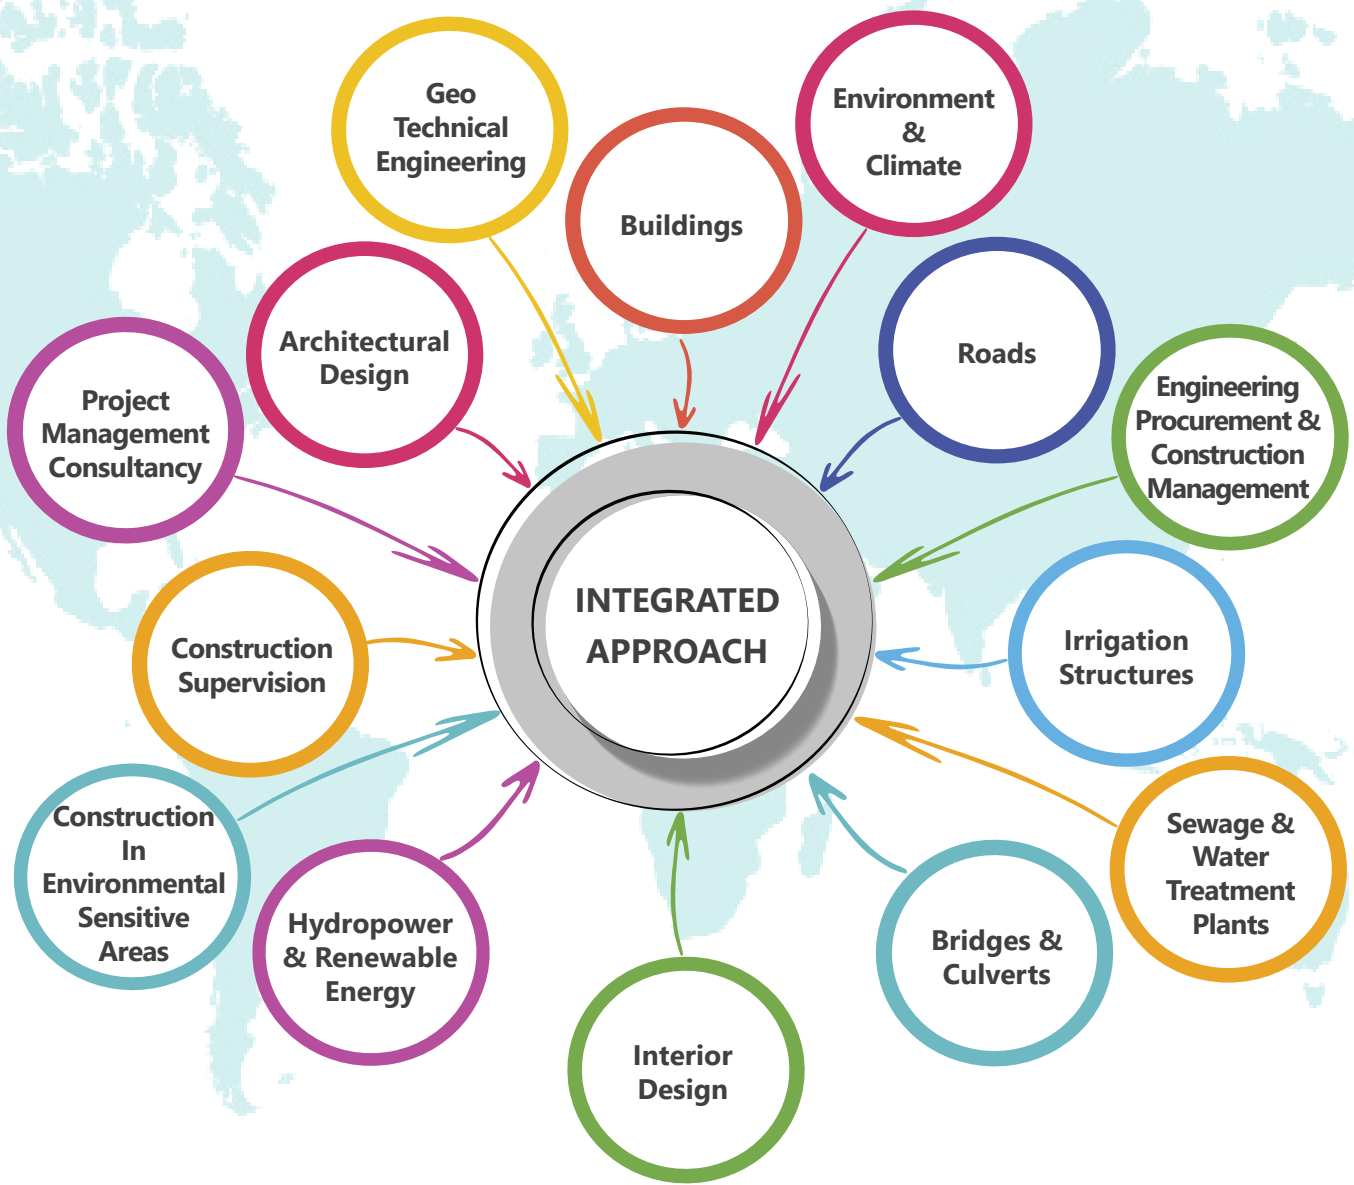 Geo
Technical
Engineering
Buildings
Environment
&
Climate
Architectural
Design
Roads
Project
Management
Consultancy
Engineering
Procurement &
Construction
Management
INTEGRATED
APPROACH
Construction
Supervision
Irrigation
Structures
Construction
In
Environmental
Sensitive
Areas
Sewage &
Water
Treatment
Plants
Hydropower
& Renewable
Energy
Bridges &
Culverts
Interior
Design